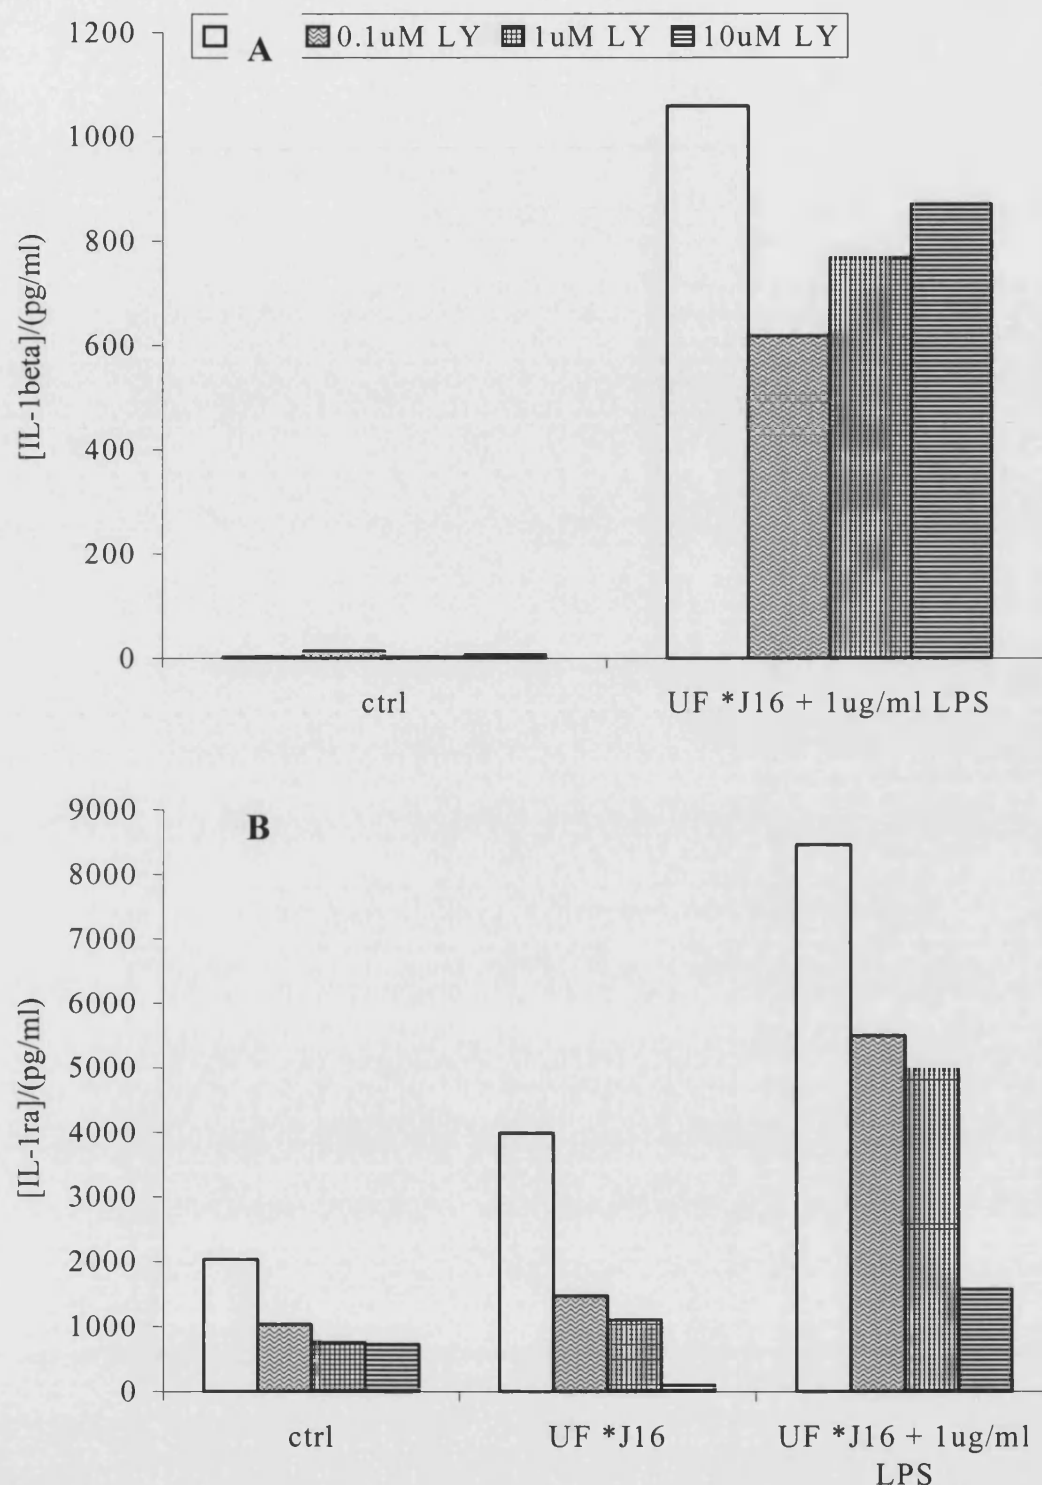 1200
A
0.1uM LY
1uM LY
10uM LY
1000
800
600
400
200
0
[IL-1beta]/(pg/ml)
ctrl
UF *J16 + 1ug/ml LPS
9000
B
8000
7000
6000
5000
4000
3000
2000
1000
0
[IL-1ra]/(pg/ml)
ctrl
UF *J16
UF *J16 + 1ug/ml
LPS